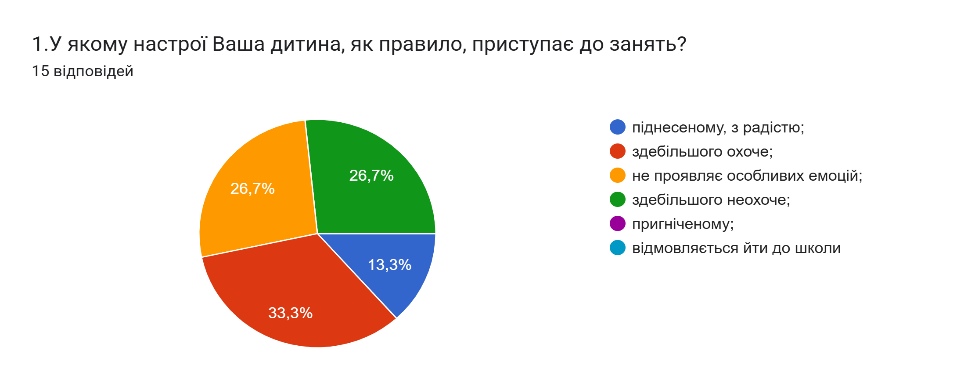 1.У якому настрої Ваша дитина, як правило, приступає до занять?
15 відповідей
піднесеному, з радістю;
здебільшого охоче;
не проявляє особливих емоцій;
здебільшого неохоче;
пригніченому;
відмовляється йти до школи
26,7%
26,7%
13,3%
33,3%